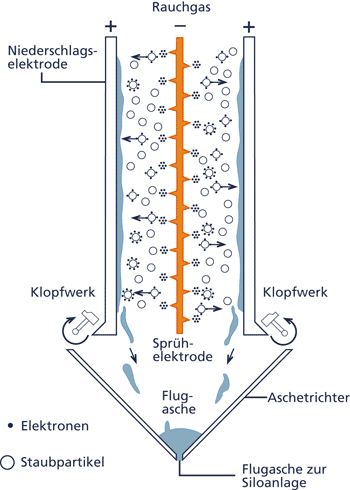 Rauchgas
+ − +
Niederschlags-
elektrode
Klopfwerk
Klopfwerk
Sprüh-
elektrode
Flug-
asche
Aschetrichter
Elektronen
Staubpartikel
Flugasche zur
Siloanlage